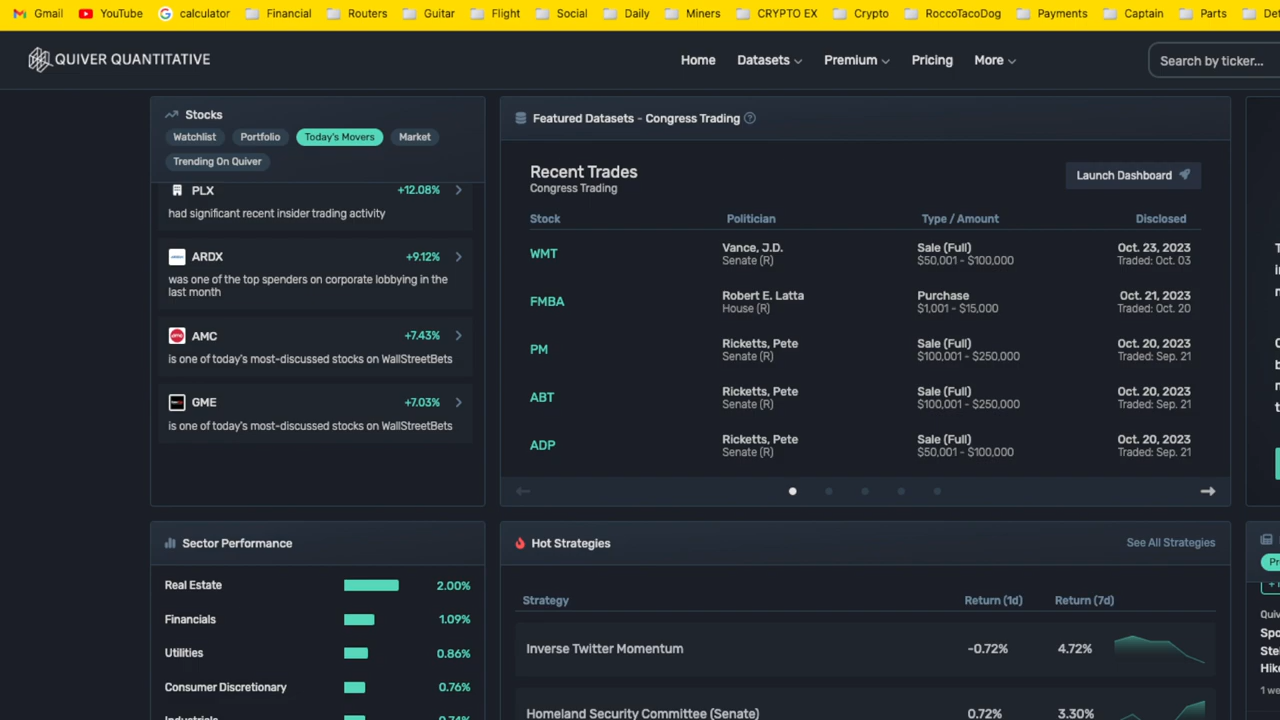 Gmail YouTube calculator Financial Routers Guitar Flight Social Daily Miners CRYPTO EX Crypto RoccoTacoDog Payments Captain Parts
QUIVER QUANTITATIVE Home Datasets Premium Pricing More Search by ticker...
Stocks
Watchlist Portfolio Today's Movers Market
Trending On Quiver
PLX +12.08%
had significant recent insider trading activity
ARDX +9.12%
was one of the top spenders on corporate lobbying in the
last month
AMC +7.43%
is one of today's most-discussed stocks on WallStreetBets
GME +7.03%
is one of today's most-discussed stocks on WallStreetBets
Featured Datasets - Congress Trading
Recent Trades
Congress Trading
Launch Dashboard
Stock Politician Type / Amount Disclosed
WMT Vance, J.D. Sale (Full) Oct. 23, 2023
Senate (R) $50,001 - $100,000 Traded: Oct. 03
FMBA Robert E. Latta Purchase Oct. 21, 2023
House (R) $1,001 - $15,000 Traded: Oct. 20
PM Ricketts, Pete Sale (Full) Oct. 20, 2023
Senate (R) $100,001 - $250,000 Traded: Sep. 21
ABT Ricketts, Pete Sale (Full) Oct. 20, 2023
Senate (R) $100,001 - $250,000 Traded: Sep. 21
ADP Ricketts, Pete Sale (Full) Oct. 20, 2023
Senate (R) $50,001 - $100,000 Traded: Sep. 21
Sector Performance
Real Estate 2.00%
Financials 1.09%
Utilities 0.86%
Consumer Discretionary 0.76%
Hot Strategies See All Strategies
Strategy Return (1d) Return (7d)
Inverse Twitter Momentum -0.72% 4.72%
Homeland Security Committee (Senate) 0.72% 3.30%